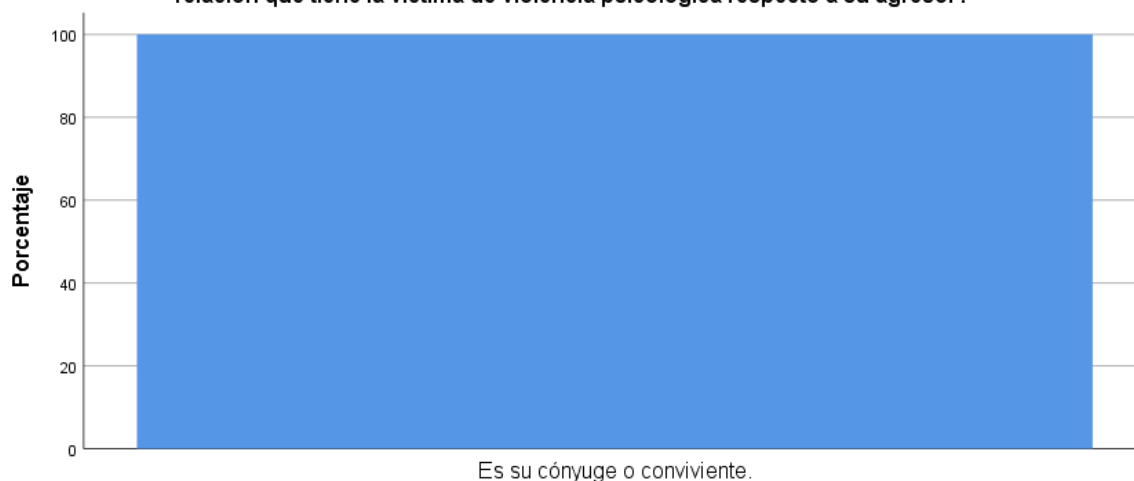 relación que tiene la víctima de violencia psicológica respecto a su agresor?
100
80
60
40
20
0
Porcentaje
Es su cónyuge o conviviente.